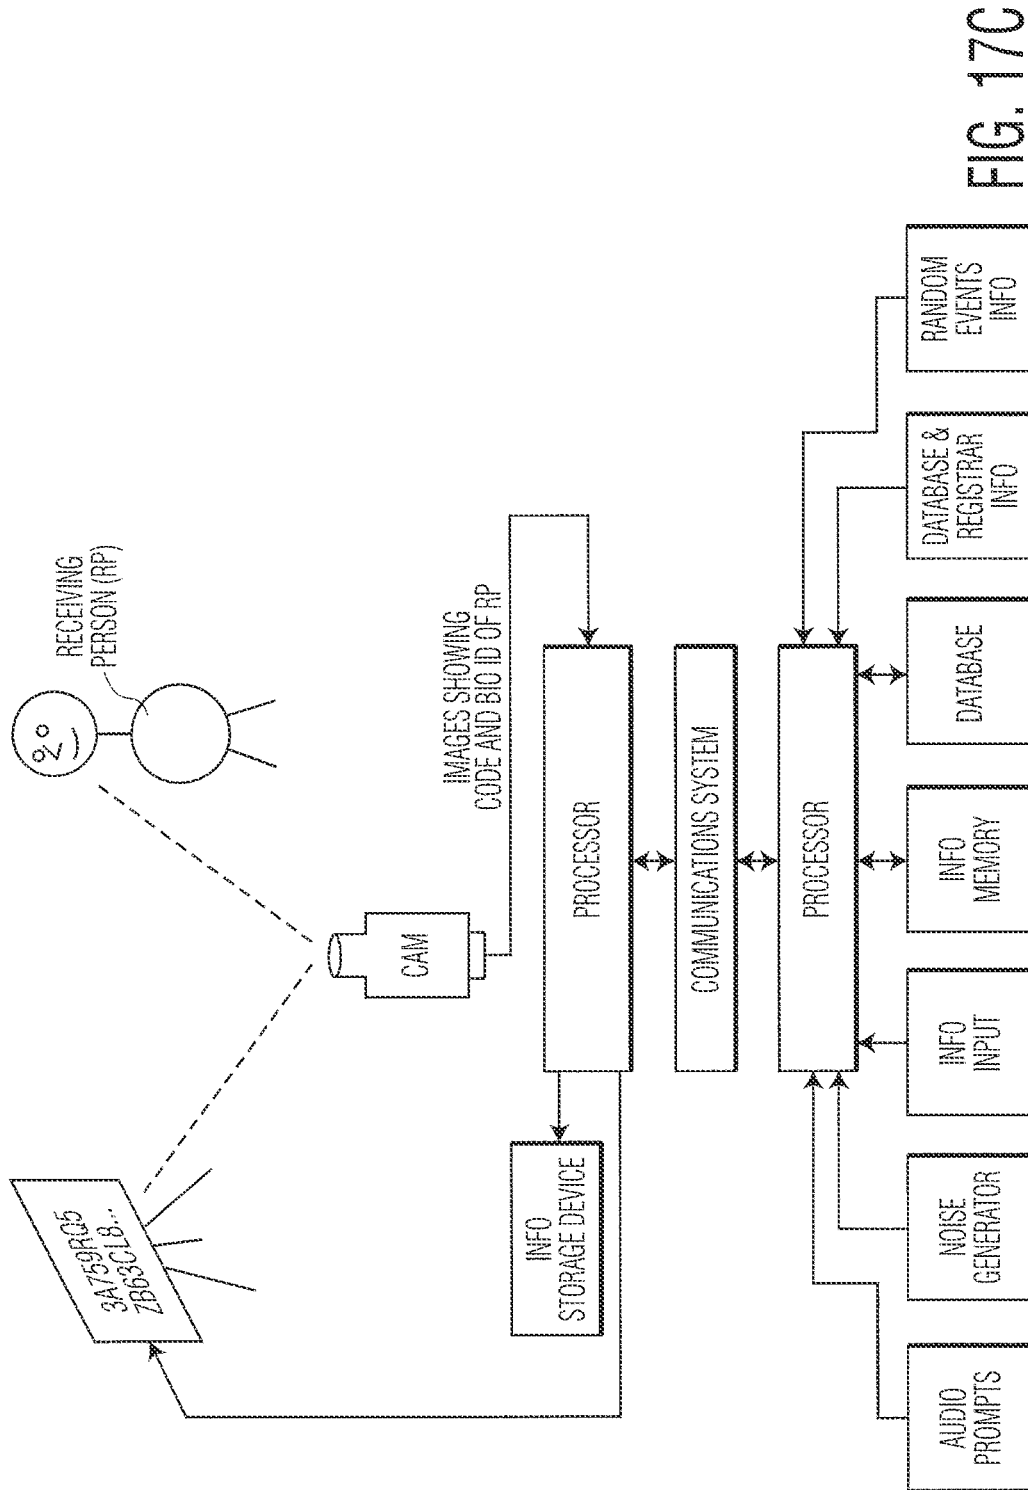 3A759RQ5
ZB63CL8...
RECEIVING
PERSON (RP)
CAM
IMAGES SHOWING
CODE AND BIO ID OF RP
INFO
STORAGE DEVICE
PROCESSOR
COMMUNICATIONS SYSTEM
PROCESSOR
AUDIO
PROMPTS
NOISE
GENERATOR
INFO
INPUT
INFO
MEMORY
DATABASE
DATABASE &
REGISTRAR
INFO
RANDOM
EVENTS
INFO
FIG. 17C